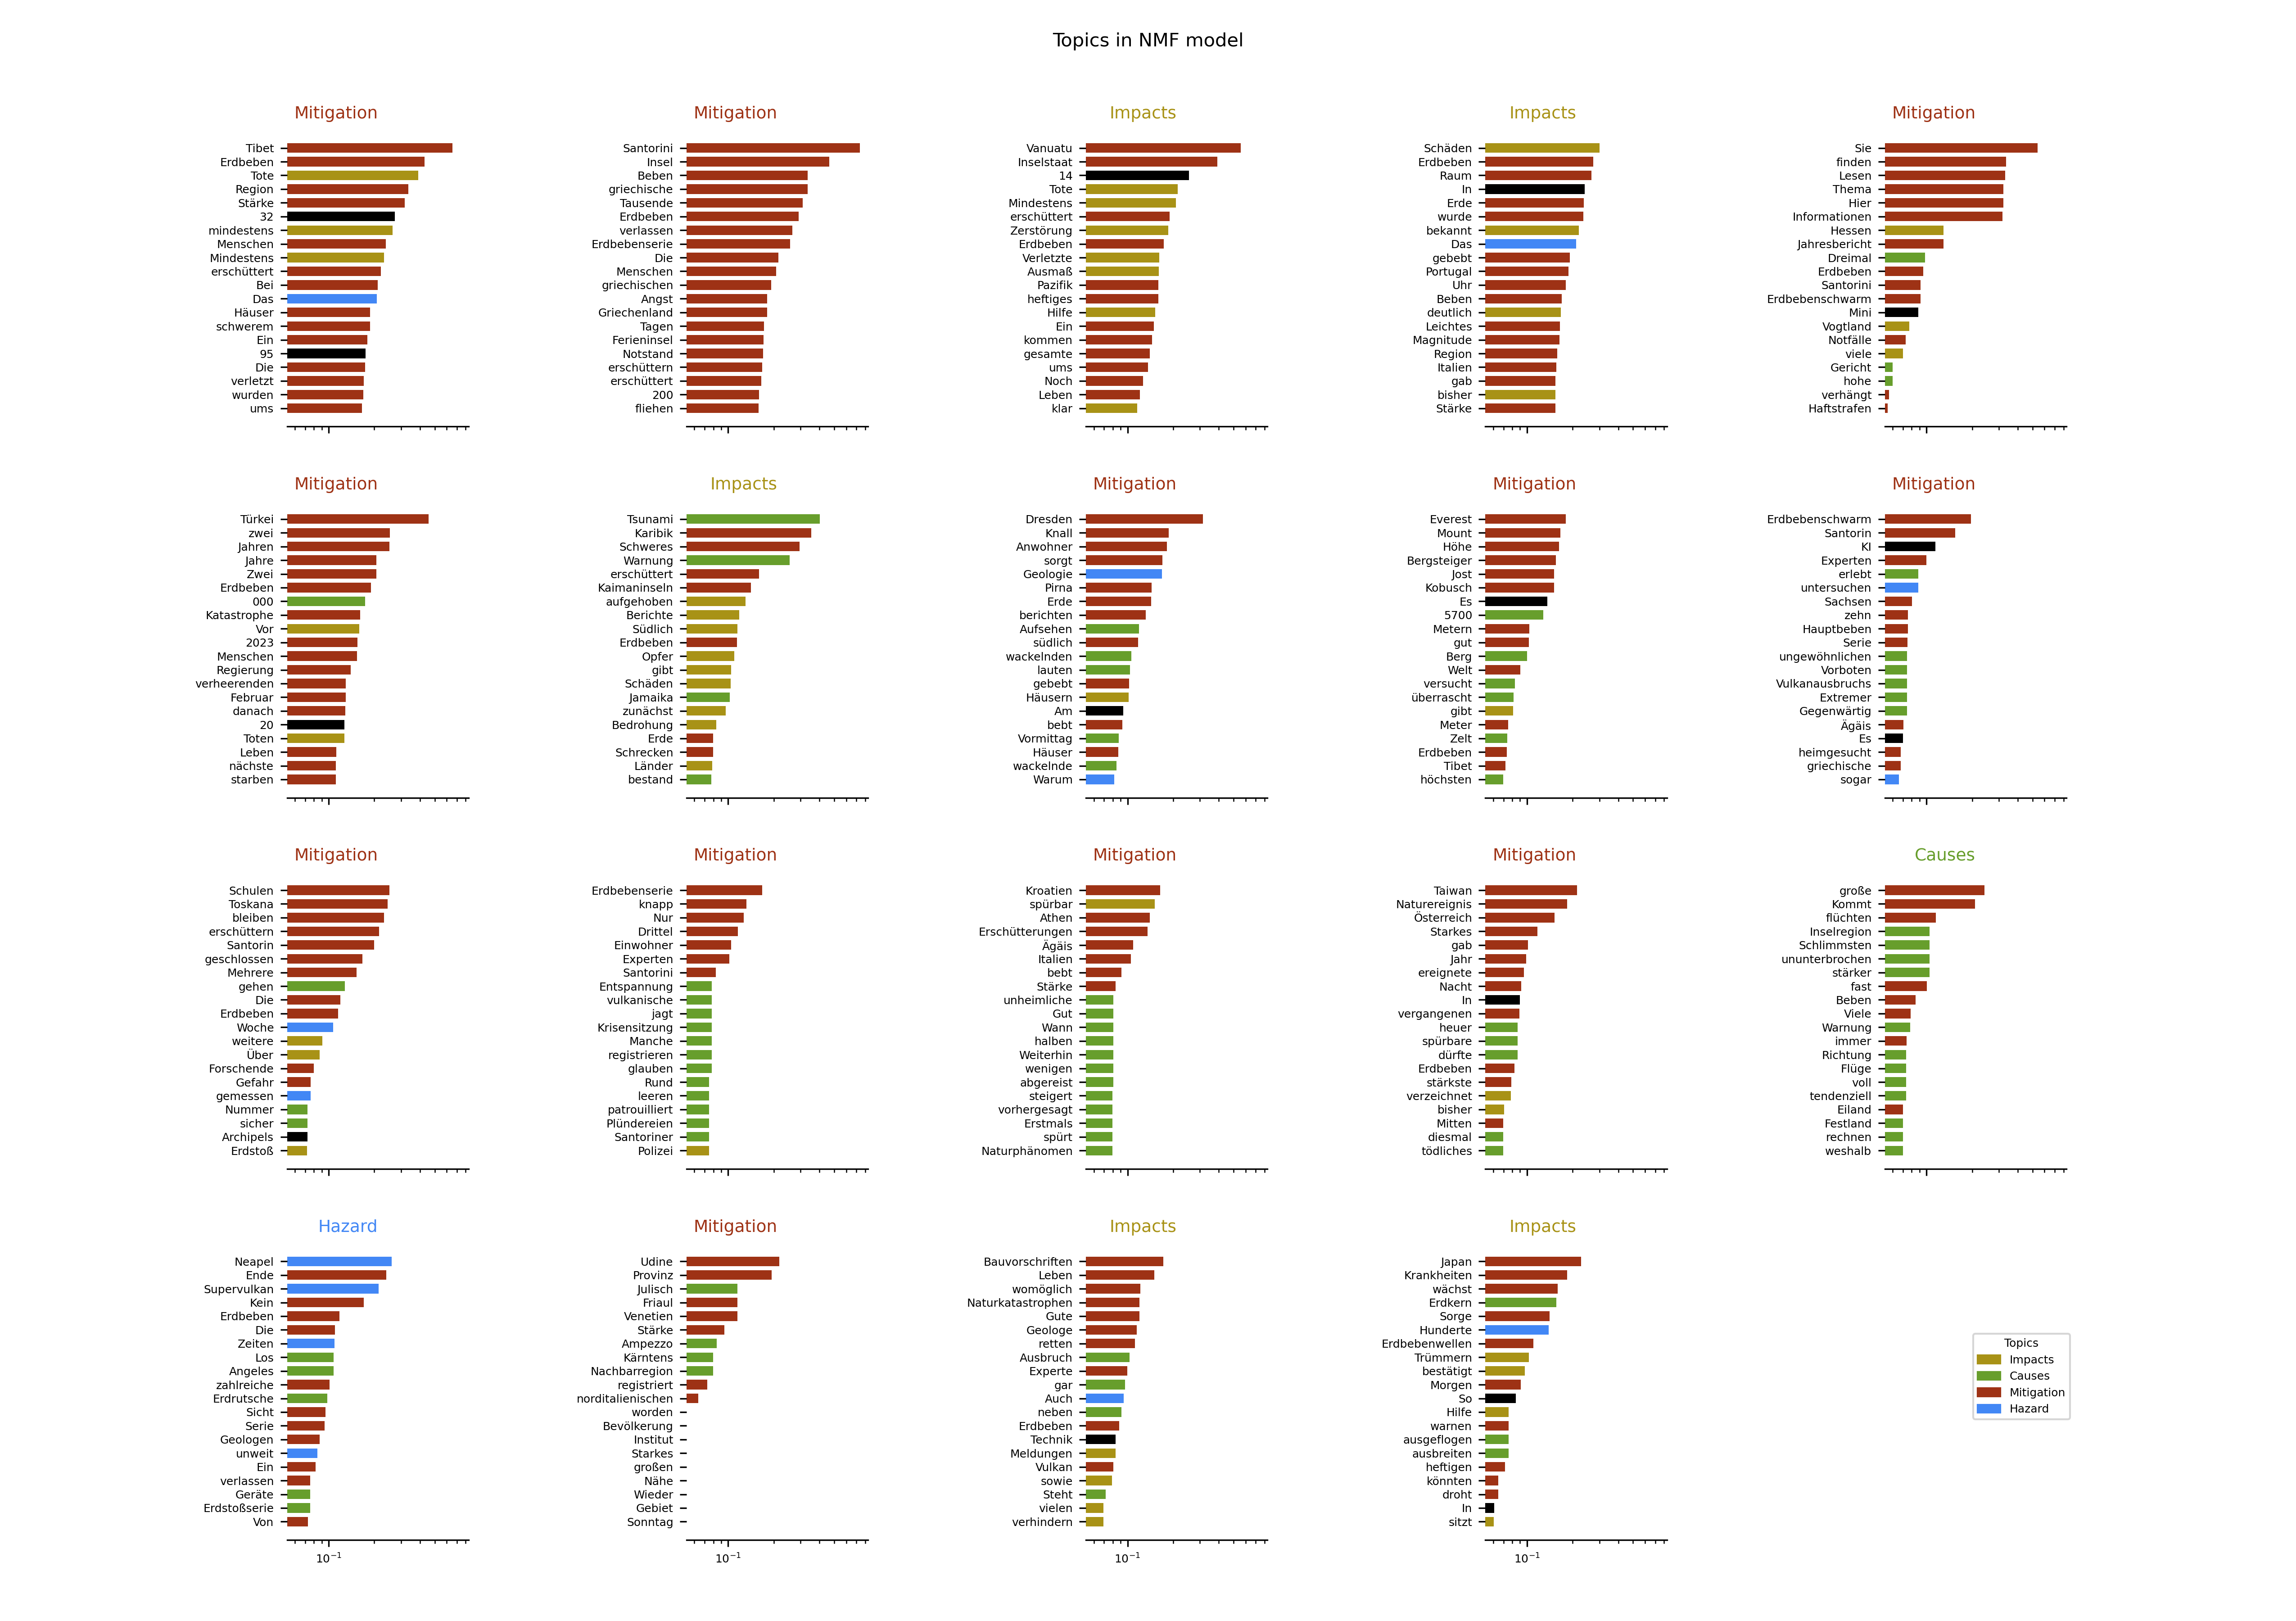 Topics in NMF model
Mitigation
Tibet
Erdbeben
Tote
Region
Stärke
32
mindestens
Menschen
Mindestens
erschüttert
Bei
Das
Häuser
schwerem
Ein
95
Die
verletzt
wurden
ums
Mitigation
Santorini
Insel
Beben
griechische
Tausende
Erdbeben
verlassen
Erdbebenserie
Die
Menschen
griechischen
Angst
Griechenland
Tagen
Ferieninsel
Notstand
erschüttern
erschüttert
200
fliehen
Impacts
Vanuatu
Inselstaat
14
Tote
Mindestens
erschüttert
Zerstörung
Erdbeben
Verletzte
Ausmaß
Pazifik
heftiges
Hilfe
Ein
kommen
gesamte
ums
Noch
Leben
klar
Impacts
Schäden
Erdbeben
Raum
In
Erde
wurde
bekannt
Das
gebebt
Portugal
Uhr
Beben
deutlich
Leichtes
Magnitude
Region
Italien
gab
bisher
Stärke
Mitigation
Sie
finden
Lesen
Thema
Hier
Informationen
Hessen
Jahresbericht
Dreimal
Erdbeben
Santorini
Erdbebenschwarm
Mini
Vogtland
Notfälle
viele
Gericht
hohe
verhängt
Haftstrafen
Mitigation
Türkei
zwei
Jahren
Jahre
Zwei
Erdbeben
000
Katastrophe
Vor
2023
Menschen
Regierung
verheerenden
Februar
danach
20
Toten
Leben
nächste
starben
Impacts
Tsunami
Karibik
Schweres
Warnung
erschüttert
Kaimaninseln
aufgehoben
Berichte
Südlich
Erdbeben
Opfer
gibt
Schäden
Jamaika
zunächst
Bedrohung
Erde
Schrecken
Länder
bestand
Mitigation
Dresden
Knall
Anwohner
sorgt
Geologie
Pirna
Erde
berichten
Aufsehen
südlich
wackelnden
lauten
gebebt
Häusern
Am
bebt
Vormittag
Häuser
wackelnde
Warum
Mitigation
Everest
Mount
Höhe
Bergsteiger
Jost
Kobusch
Es
5700
Metern
gut
Berg
Welt
versucht
überrascht
gibt
Meter
Zelt
Erdbeben
Tibet
höchsten
Mitigation
Erdbebenschwarm
Santorin
KI
Experten
erlebt
untersuchen
Sachsen
zehn
Hauptbeben
Serie
ungewöhnlichen
Vorboten
Vulkanausbruchs
Extremer
Gegenwärtig
Ägäis
Es
heimgesucht
griechische
sogar
Mitigation
Schulen
Toskana
bleiben
erschüttern
Santorin
geschlossen
Mehrere
gehen
Die
Erdbeben
Woche
weitere
Über
Forschende
Gefahr
gemessen
Nummer
sicher
Archipels
Erdstoß
Mitigation
Erdbebenserie
knapp
Nur
Drittel
Einwohner
Experten
Santorini
Entspannung
vulkanische
jagt
Krisensitzung
Manche
registrieren
glauben
Rund
leeren
patrouilliert
Plündereien
Santoriner
Polizei
Mitigation
Kroatien
spürbar
Athen
Erschütterungen
Ägäis
Italien
bebt
Stärke
unheimliche
Gut
Wann
halben
Weiterhin
wenigen
abgereist
steigert
vorhergesagt
Erstmals
spürt
Naturphänomen
Mitigation
Taiwan
Naturereignis
Österreich
Starkes
gab
Jahr
ereignete
Nacht
In
vergangenen
heuer
spürbare
dürfte
Erdbeben
stärkste
verzeichnet
bisher
Mitten
diesmal
tödliches
Causes
große
Kommt
flüchten
Inselregion
Schlimmsten
ununterbrochen
stärker
fast
Beben
Viele
Warnung
immer
Richtung
Flüge
voll
tendenziell
Eiland
Festland
rechnen
weshalb
Hazard
Neapel
Ende
Supervulkan
Kein
Erdbeben
Die
Zeiten
Los
Angeles
zahlreiche
Erdrutsche
Sicht
Serie
Geologen
unweit
Ein
verlassen
Geräte
Erdstoßserie
Von
10⁻¹
Mitigation
Udine
Provinz
Julisch
Friaul
Venetien
Stärke
Ampezzo
Kärntens
Nachbarregion
registriert
norditalienischen
worden
Bevölkerung
Institut
Starkes
großen
Nähe
Wieder
Gebiet
Sonntag
10⁻¹
Impacts
Bauvorschriften
Leben
womöglich
Naturkatastrophen
Gute
Geologe
retten
Ausbruch
Experte
gar
Auch
neben
Erdbeben
Technik
Meldungen
Vulkan
sowie
Steht
vielen
verhindern
10⁻¹
Impacts
Japan
Krankheiten
wächst
Erdkern
Sorge
Hunderte
Erdbebenwellen
Trümmern
bestätigt
Morgen
So
Hilfe
warnen
ausgeflogen
ausbreiten
heftigen
könnten
droht
In
sitzt
10⁻¹
Topics
Impacts
Causes
Mitigation
Hazard